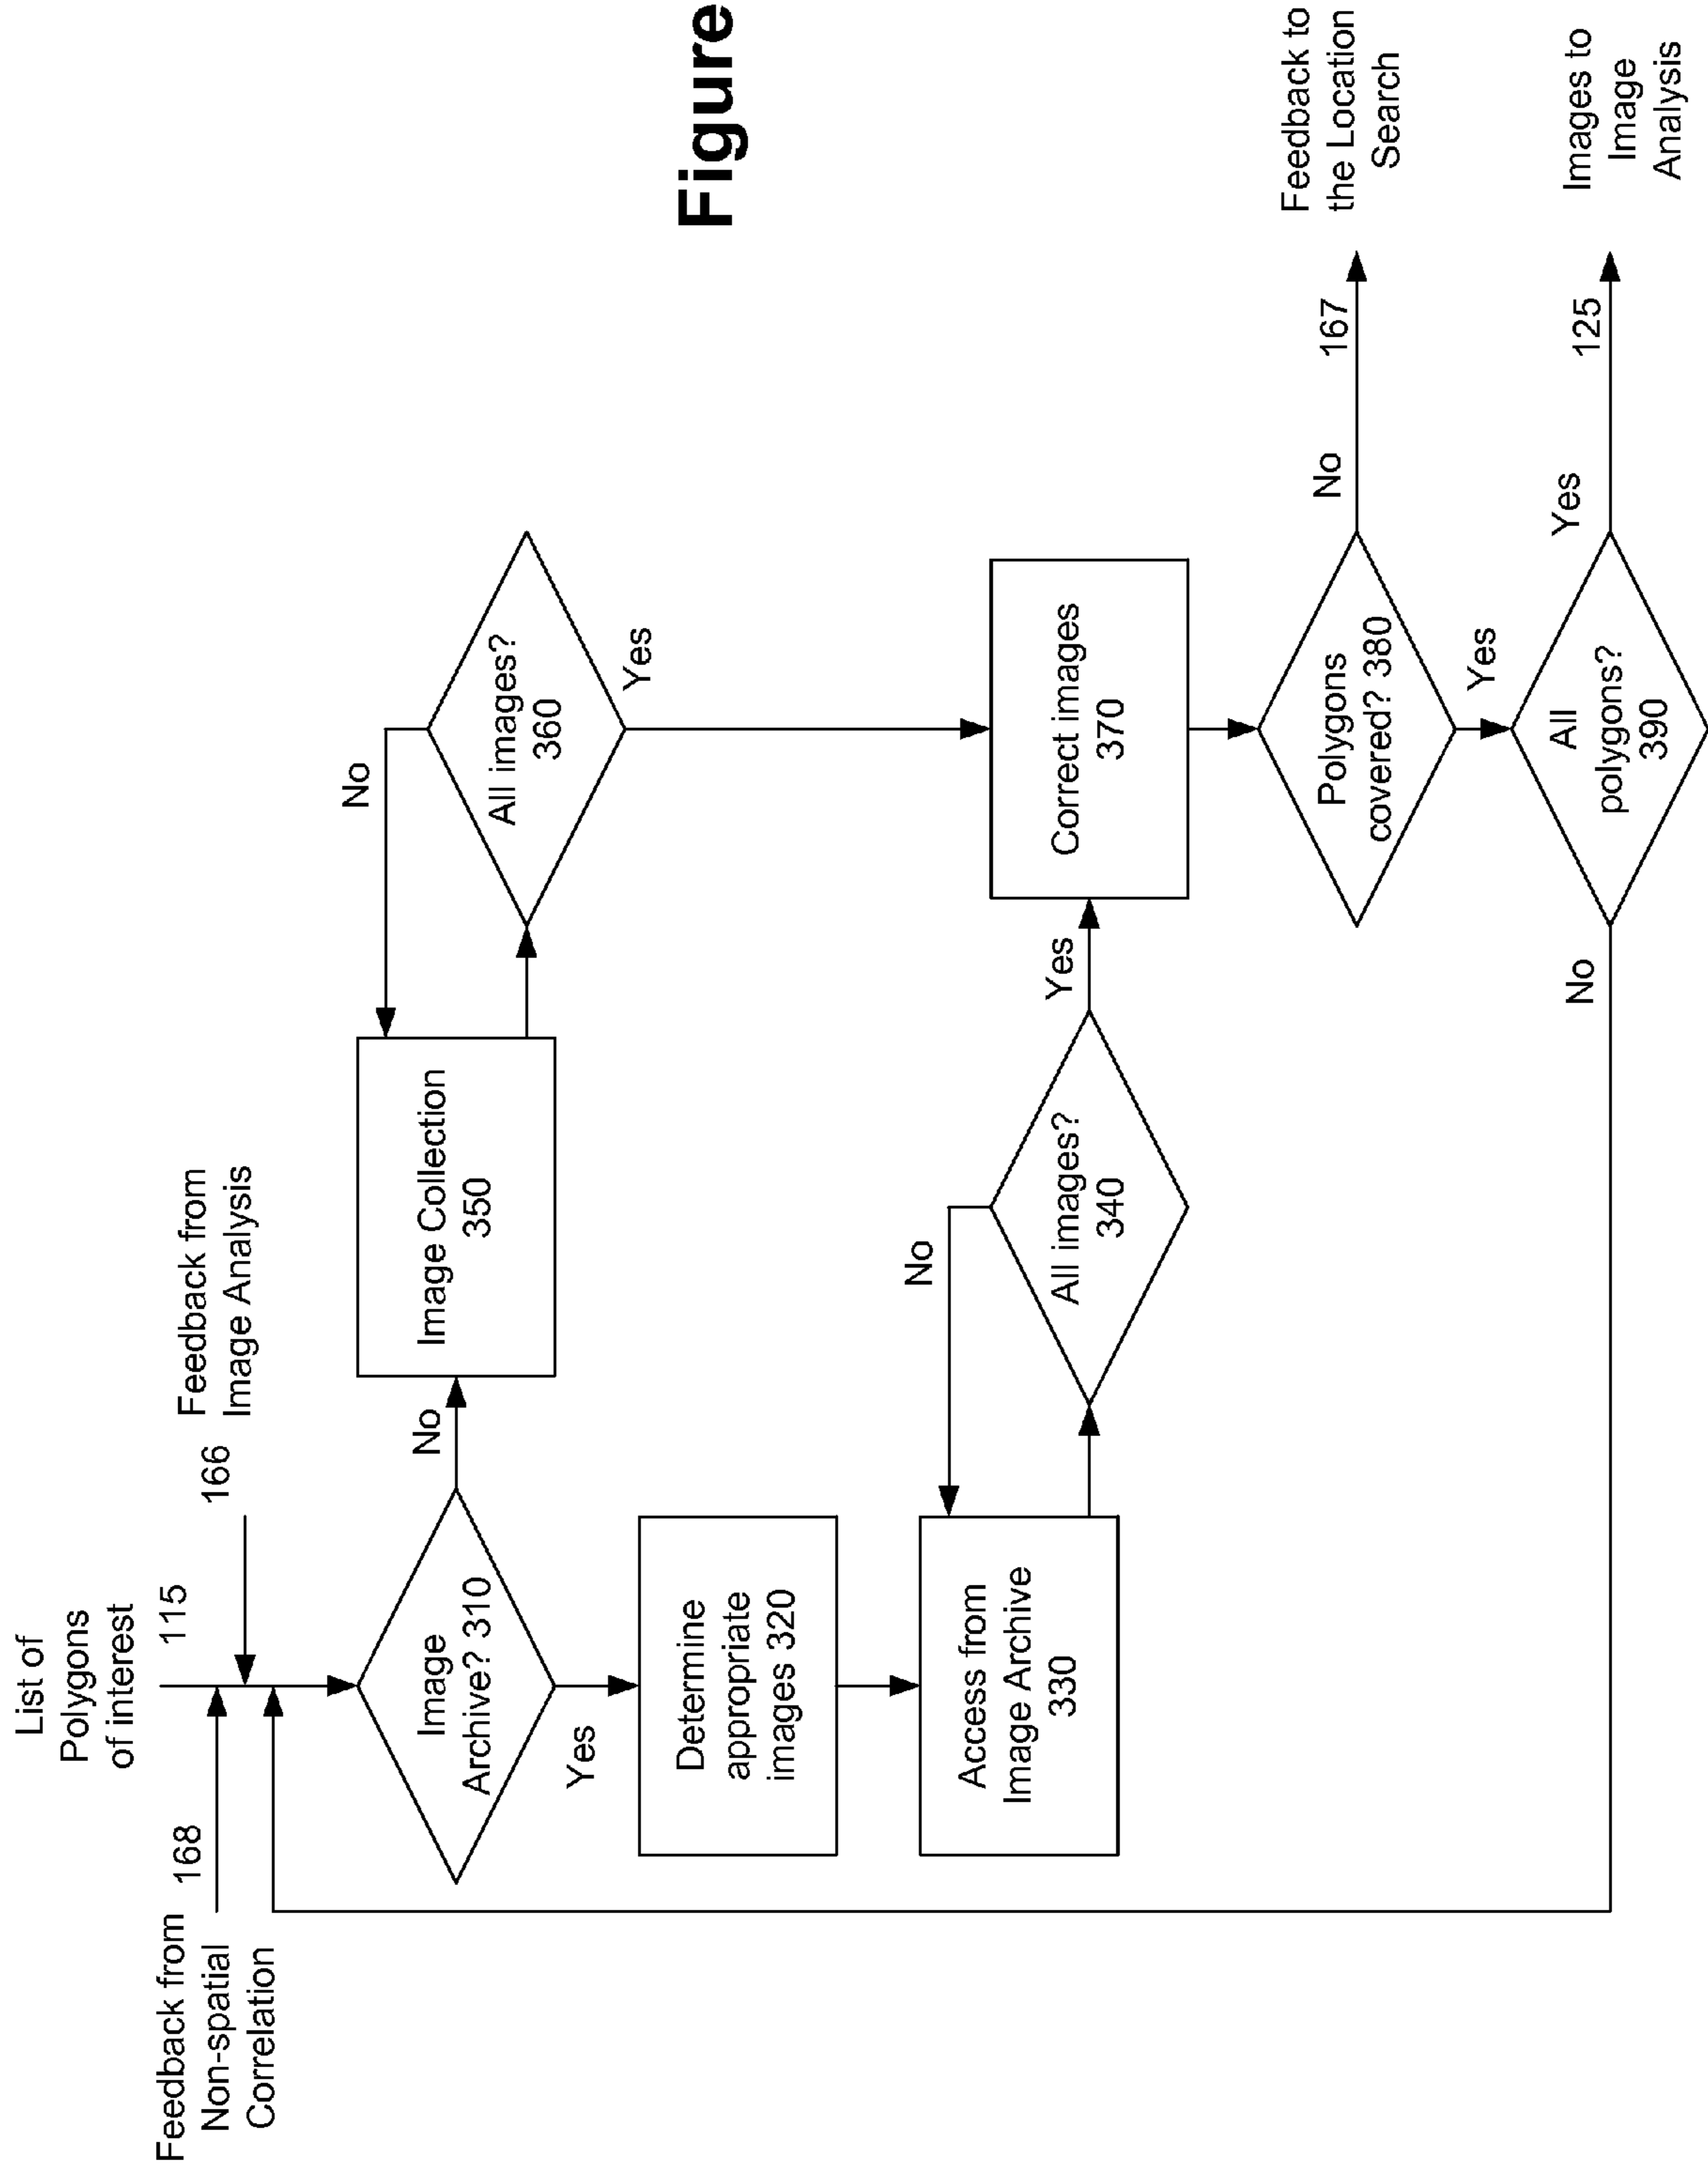 List of
Polygons
of interest
115
Feedback from
Non-spatial
Correlation
168
166
Feedback from
Image Analysis
Image
Archive? 310
No
Yes
Image Collection
350
No
All images?
360
Yes
Determine
appropriate
images 320
Access from
Image Archive
330
No
All images?
340
Yes
Correct images
370
Polygons
covered? 380
No
167
Feedback to
the Location
Search
Yes
All
polygons?
390
No
Yes
125
Images to
Image
Analysis
Figure